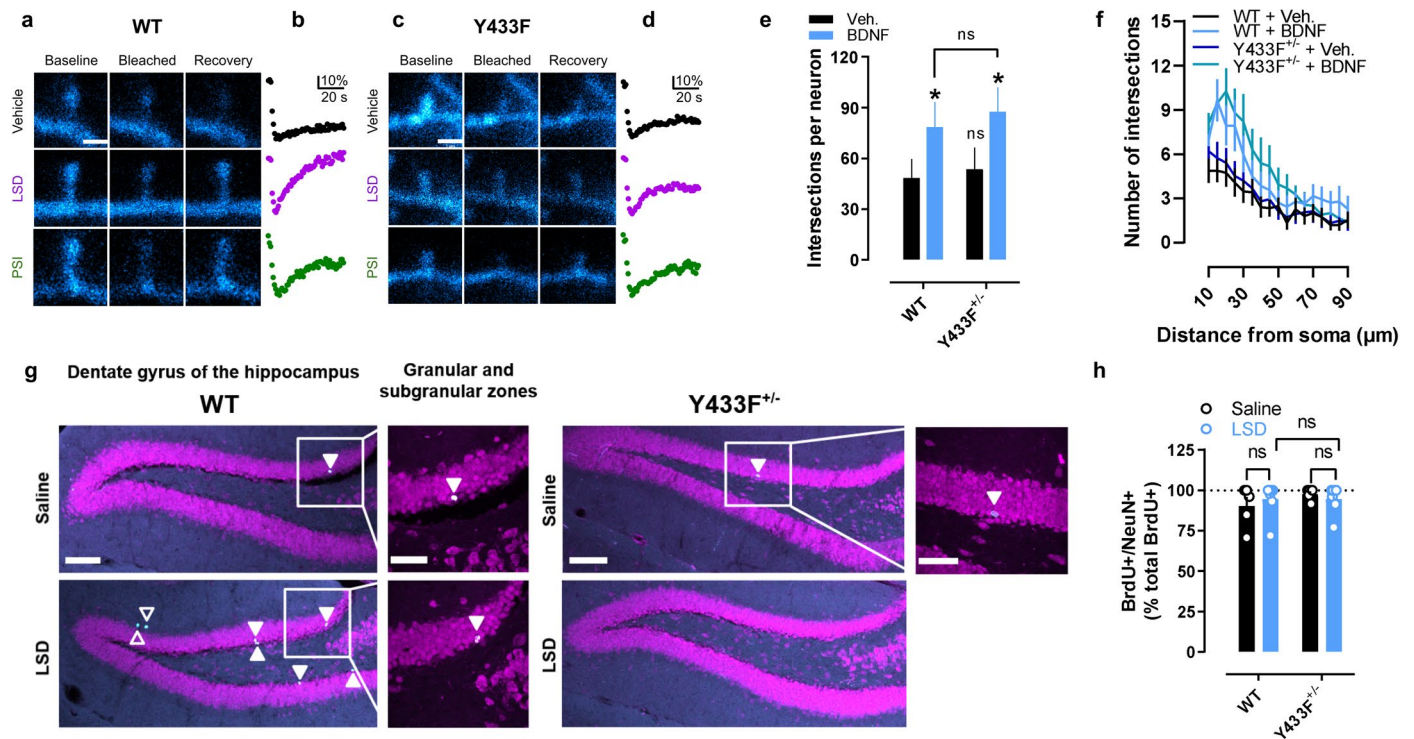 a
WT
b
Baseline
Bleached
Recovery
Vehicle
LSD
PSI
10%
20 s
c
Y433F
d
Baseline
Bleached
Recovery
Vehicle
LSD
PSI
10%
20 s
e
Veh.
BDNF
Intersections per neuron
120
90
60
30
0
ns
*
ns
*
WT
Y433F+/-
f
WT + Veh.
WT + BDNF
Y433F+/- + Veh.
Y433F+/- + BDNF
Number of intersections
15
12
9
6
3
0
10
30
50
70
90
Distance from soma (μm)
g
Dentate gyrus of the hippocampus
WT
Granular and
subgranular zones
Y433F+/-
Saline
LSD
Saline
LSD
h
Saline
LSD
BrdU+/NeuN+
(% total BrdU+)
125
100
75
50
25
0
ns
ns
ns
WT
Y433F+/-